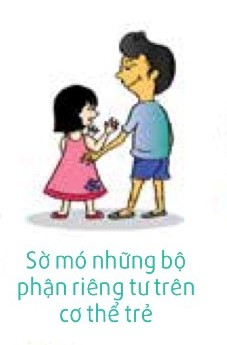 Sờ mó những bộ
phận riêng tư trên
cơ thể trẻ